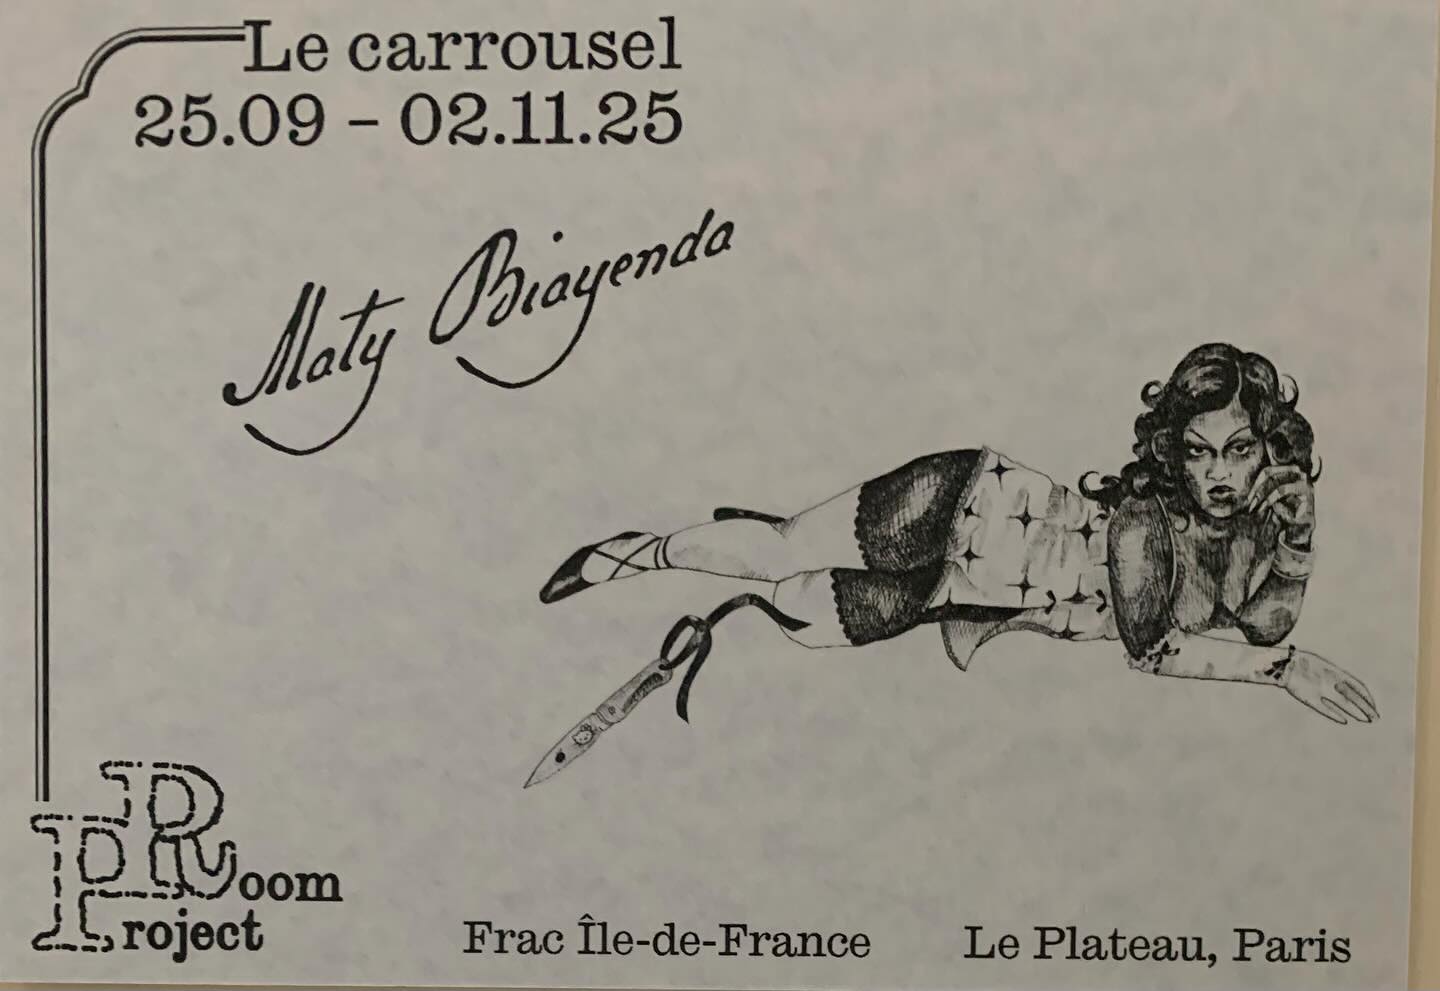 Le carrousel
25.09 – 02.11.25
Maty Biayenda
Project Room
Frac Île-de-France
Le Plateau, Paris